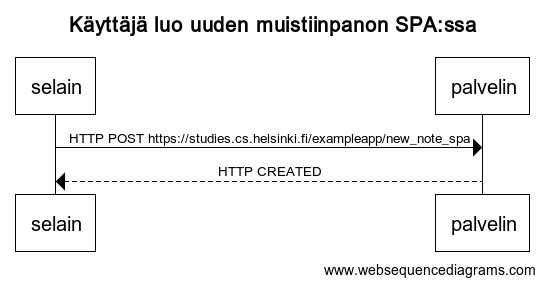 Käyttäjä luo uuden muistiinpanon SPA:ssa
selain palvelin
HTTP POST https://studies.cs.helsinki.fi/exampleapp/new_note_spa
HTTP CREATED
selain palvelin
www.websequencediagrams.com